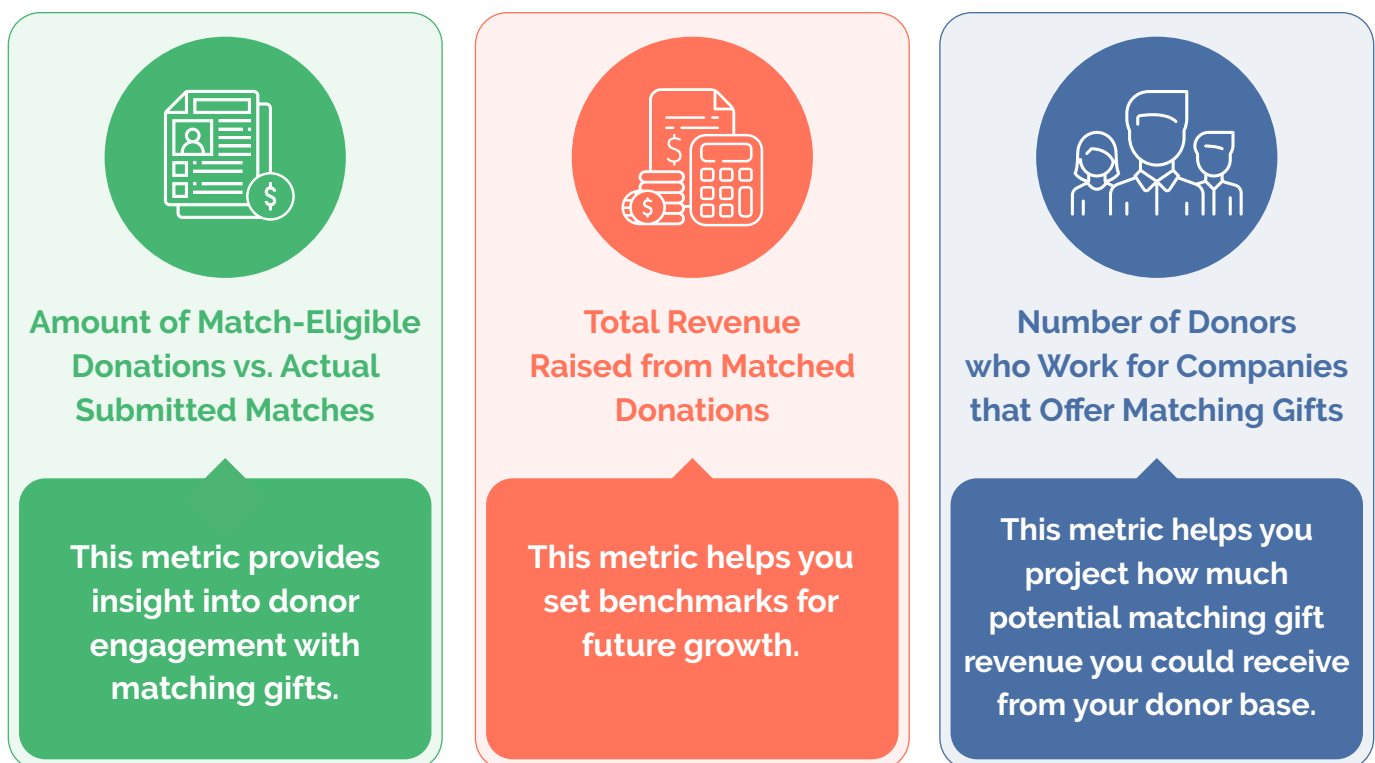 Amount of Match-Eligible
Donations vs. Actual
Submitted Matches
This metric provides
insight into donor
engagement with
matching gifts.
Total Revenue
Raised from Matched
Donations
This metric helps you
set benchmarks for
future growth.
Number of Donors
who Work for Companies
that Offer Matching Gifts
This metric helps you
project how much
potential matching gift
revenue you could receive
from your donor base.